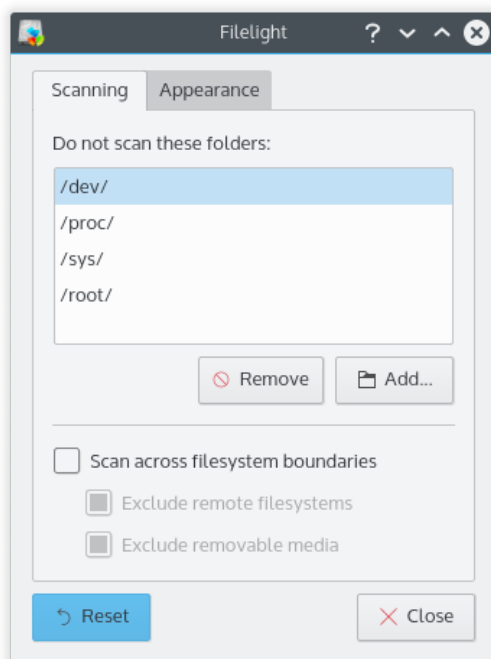 Filelight
Scanning Appearance
Do not scan these folders:
/dev/
/proc/
/sys/
/root/
Remove Add...
Scan across filesystem boundaries
Exclude remote filesystems
Exclude removable media
Reset Close